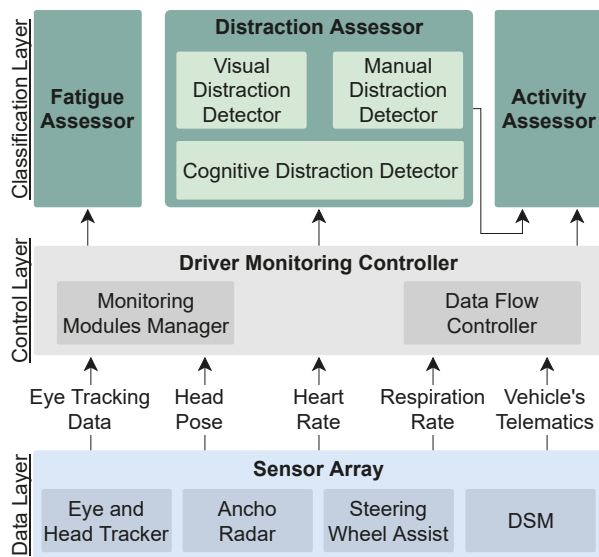 Classification Layer
Distraction Assessor
Fatigue
Assessor
Visual
Distraction
Detector
Manual
Distraction
Detector
Cognitive Distraction Detector
Activity
Assessor
Control Layer
Driver Monitoring Controller
Monitoring
Modules Manager
Data Flow
Controller
Eye Tracking
Data
Head
Pose
Heart
Rate
Respiration
Rate
Vehicle's
Telematics
Data Layer
Sensor Array
Eye and
Head Tracker
Ancho
Radar
Steering
Wheel Assist
DSM